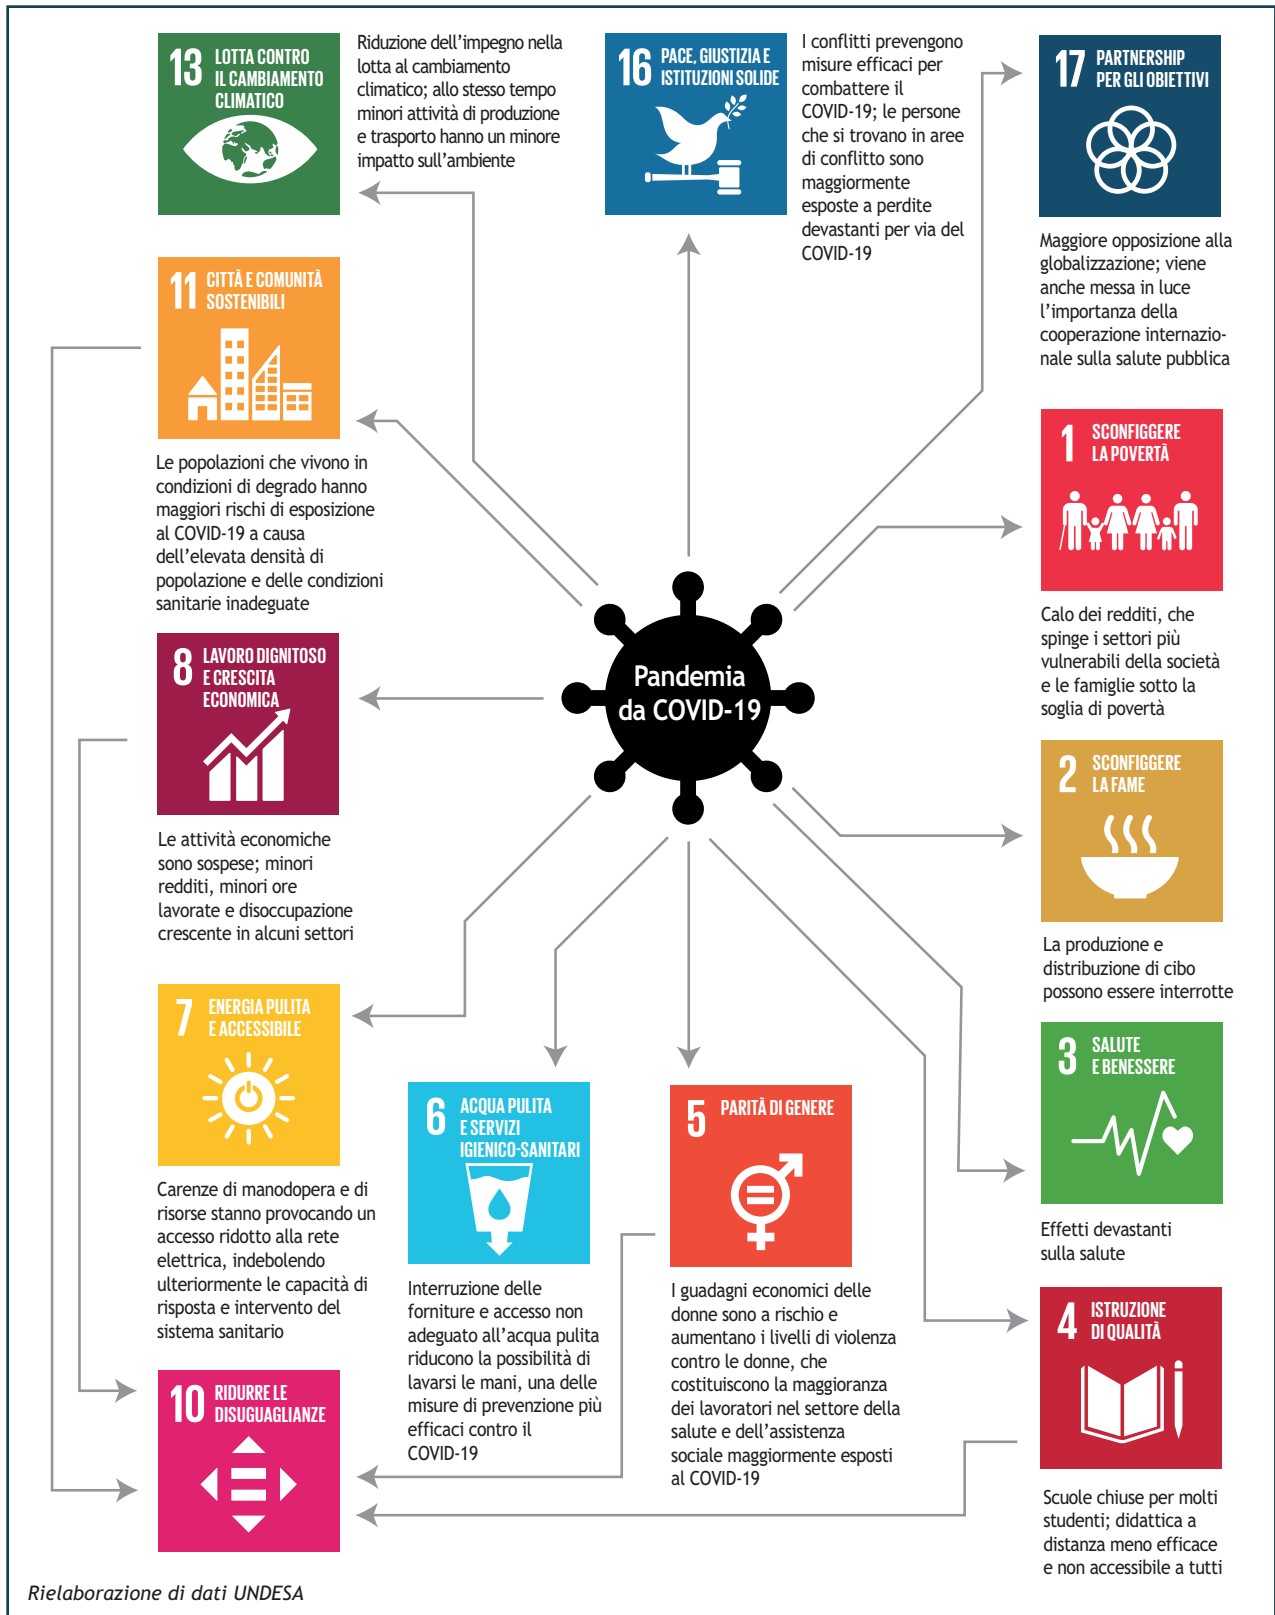 13 LOTTA CONTRO
IL CAMBIAMENTO
CLIMATICO
Riduzione dell'impegno nella
lotta al cambiamento
climatico; allo stesso tempo
minori attività di produzione
e trasporto hanno un minore
impatto sull'ambiente
16 PACE, GIUSTIZIA E
ISTITUZIONI SOLIDE
I conflitti prevengono
misure efficaci per
combattere il
COVID-19; le persone
che si trovano in aree
di conflitto sono
maggiormente
esposte a perdite
devastanti per via del
COVID-19
17 PARTNERSHIP
PER GLI OBIETTIVI
Maggiore opposizione alla
globalizzazione; viene
anche messa in luce
l'importanza della
cooperazione internazio-
nale sulla salute pubblica
11 CITTÀ E COMUNITÀ
SOSTENIBILI
Le popolazioni che vivono in
condizioni di degrado hanno
maggiori rischi di esposizione
al COVID-19 a causa
dell'elevata densità di
popolazione e delle condizioni
sanitarie inadeguate
1 SCONFIGGERE
LA POVERTÀ
Calo dei redditi, che
spinge i settori più
vulnerabili della società
e le famiglie sotto la
soglia di povertà
Pandemia
da COVID-19
8 LAVORO DIGNITOSO
E CRESCITA
ECONOMICA
Le attività economiche
sono sospese; minori
redditi, minori ore
lavorate e disoccupazione
crescente in alcuni settori
2 SCONFIGGERE
LA FAME
La produzione e
distribuzione di cibo
possono essere interrotte
7 ENERGIA PULITA
E ACCESSIBILE
Carenze di manodopera e di
risorse stanno provocando un
accesso ridotto alla rete
elettrica, indebolendo
ulteriormente le capacità di
risposta e intervento del
sistema sanitario
6 ACQUA PULITA
E SERVIZI
IGIENICO-SANITARI
Interruzione delle
forniture e accesso non
adeguato all'acqua pulita
riducono la possibilità di
lavarsi le mani, una delle
misure di prevenzione più
efficaci contro il
COVID-19
5 PARITÀ DI GENERE
I guadagni economici delle
donne sono a rischio e
aumentano i livelli di violenza
contro le donne, che
costituiscono la maggioranza
dei lavoratori nel settore della
salute e dell'assistenza
sociale maggiormente esposti
al COVID-19
3 SALUTE
E BENESSERE
Effetti devastanti
sulla salute
4 ISTRUZIONE
DI QUALITÀ
Scuole chiuse per molti
studenti; didattica a
distanza meno efficace
e non accessibile a tutti
10 RIDURRE LE
DISUGUAGLIANZE
Rielaborazione di dati UNDESA